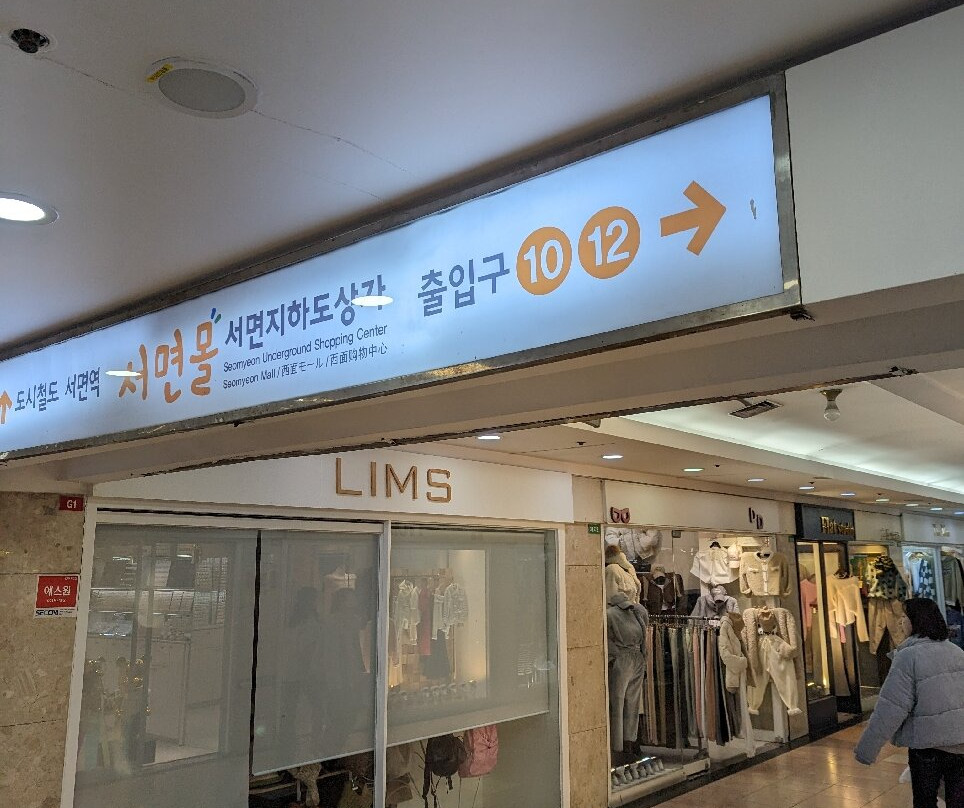 도시철도 서면역
서면몰
서면지하도상가
Seomyeon Underground Shopping Center
Seomyeon Mall / 西面モール / 西面购物中心
출입구 10 12
LIMS
G1
에스원
SECOM